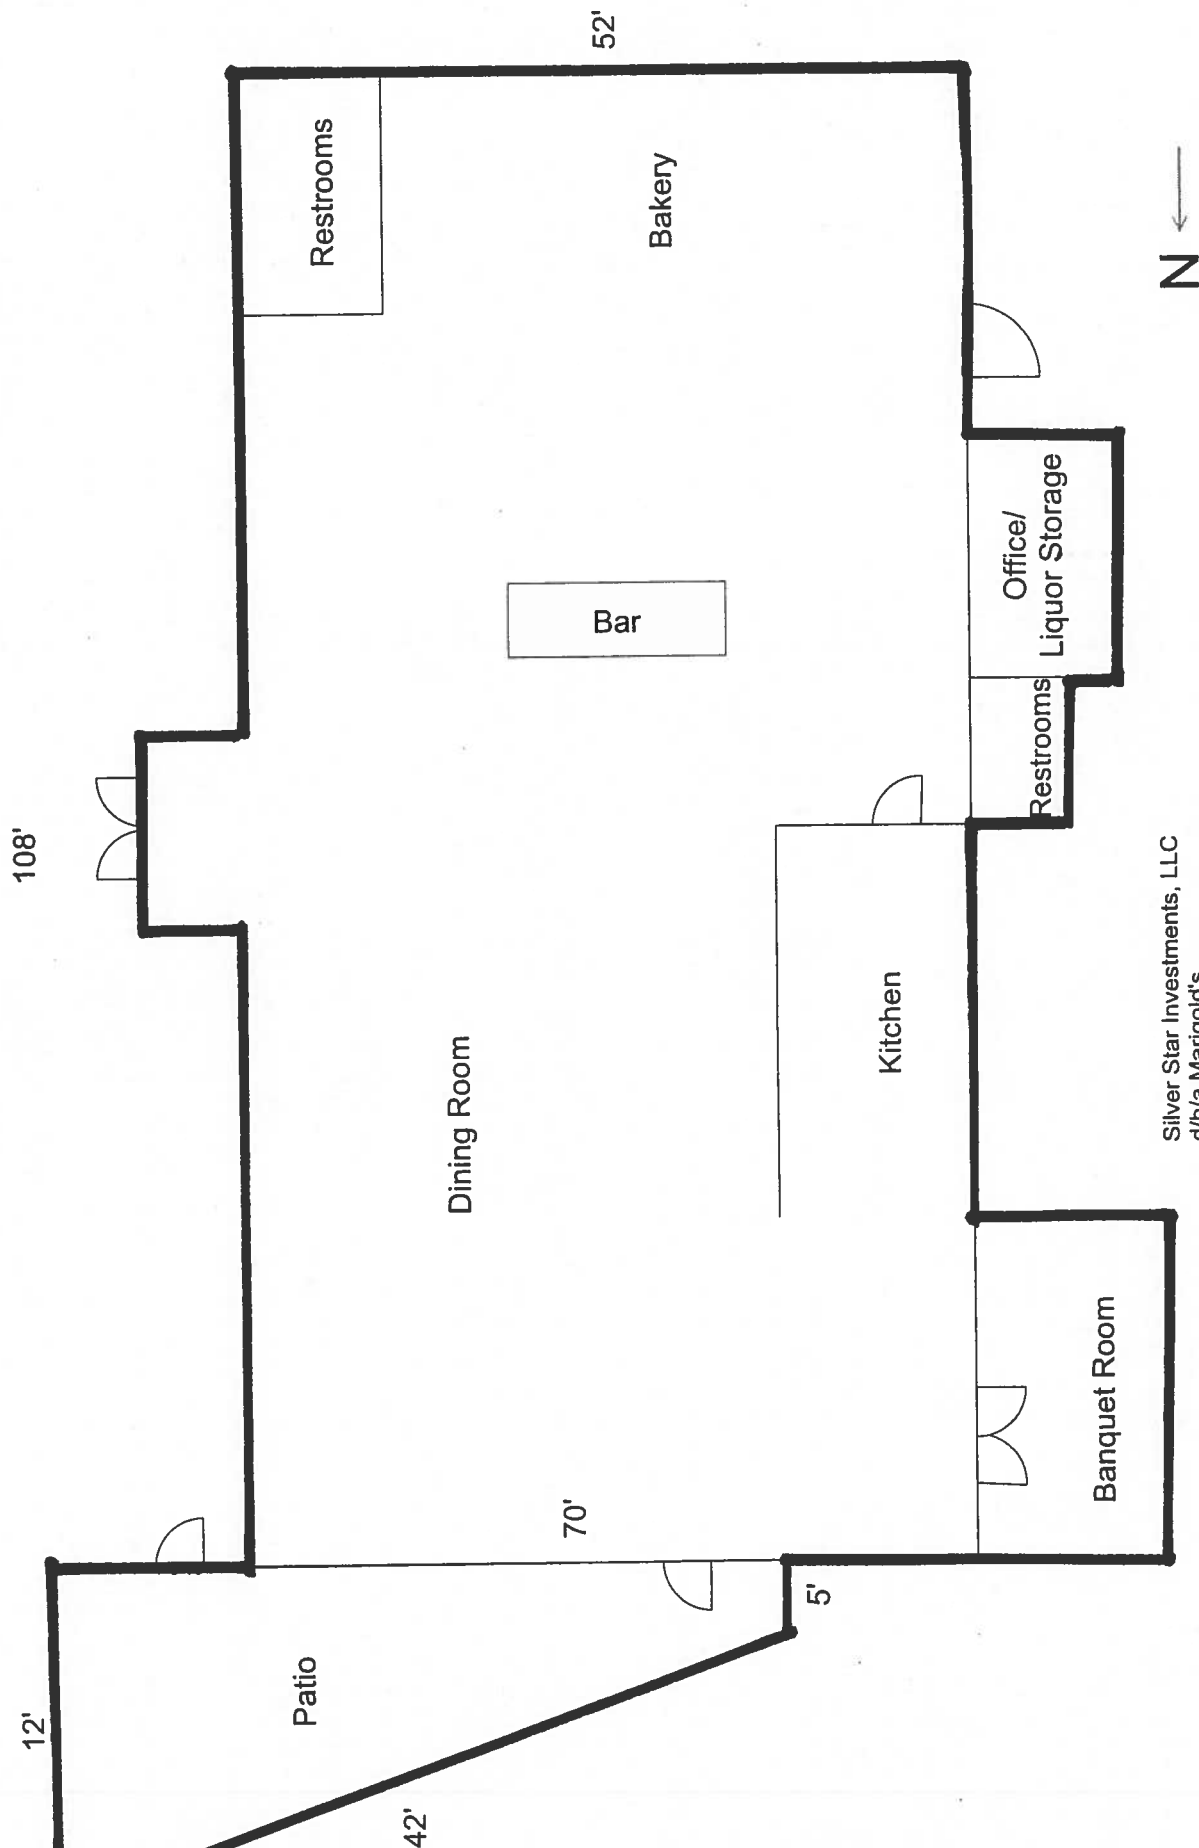 12'
42'
Patio
5'
70'
108'
Dining Room
Banquet Room
Kitchen
Bar
Restrooms
Office/
Liquor Storage
Restrooms
Bakery
52'
N
Silver Star Investments, LLC
d/b/a Marigold's